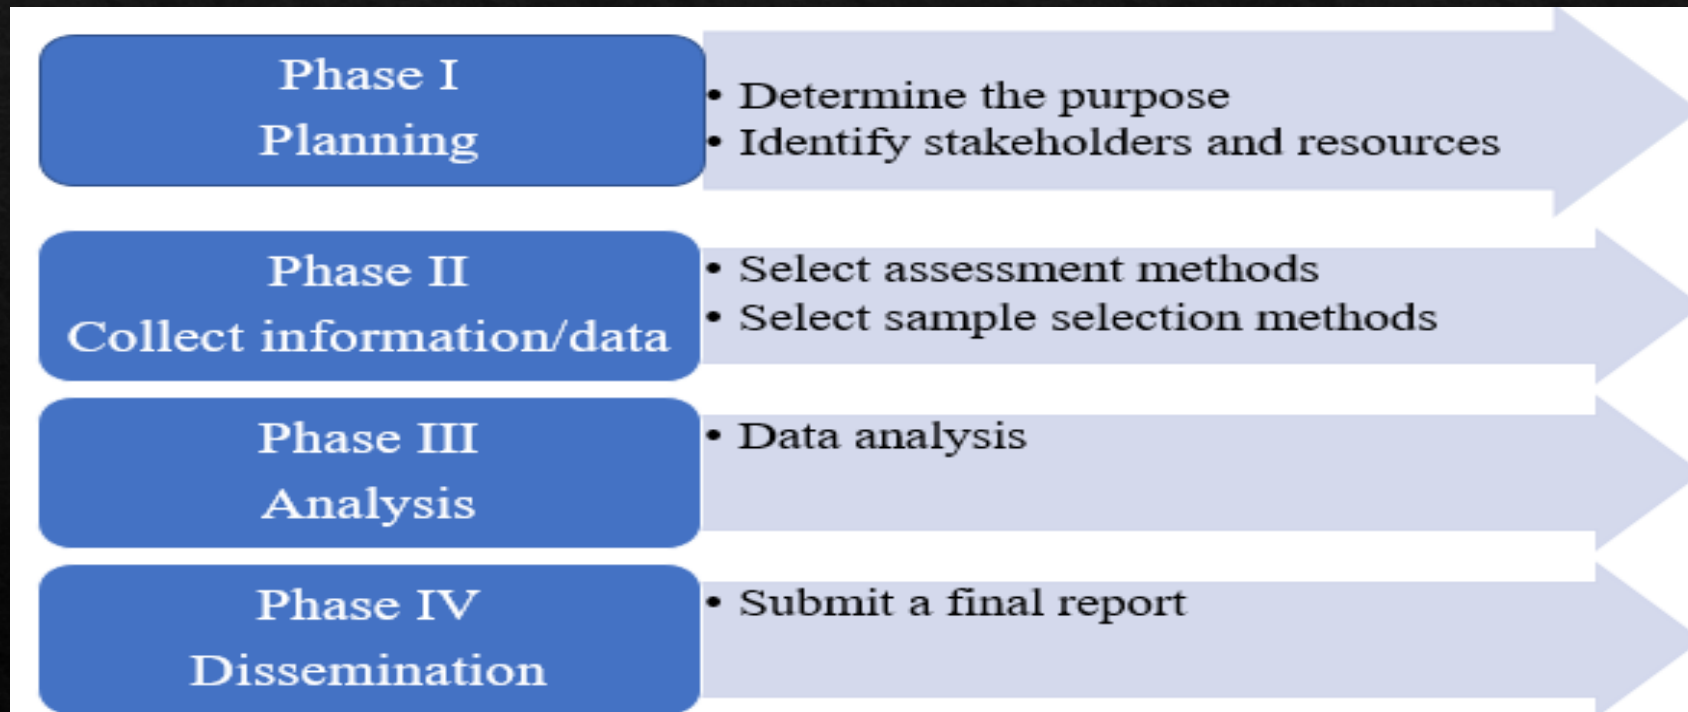 Phase I
Planning
• Determine the purpose
• Identify stakeholders and resources
Phase II
Collect information/data
• Select assessment methods
• Select sample selection methods
Phase III
Analysis
• Data analysis
Phase IV
Dissemination
• Submit a final report